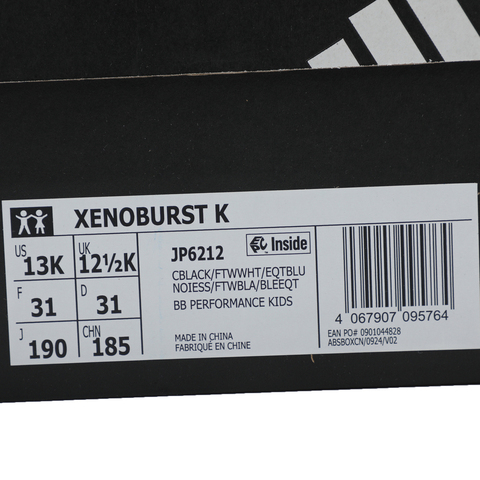 XENOBURST K
US 13K
UK 12½K
F 31
D 31
J 190
CHN 185
JP6212
Inside
CBLACK/FTWWHT/EQTBLU
NOIESS/FTWBLA/BLEEQT
BB PERFORMANCE KIDS
MADE IN CHINA
FABRIQUÉ EN CHINE
4 067907 095764
EAN PO# 0901044828
ABSBOXCN/0924/V02